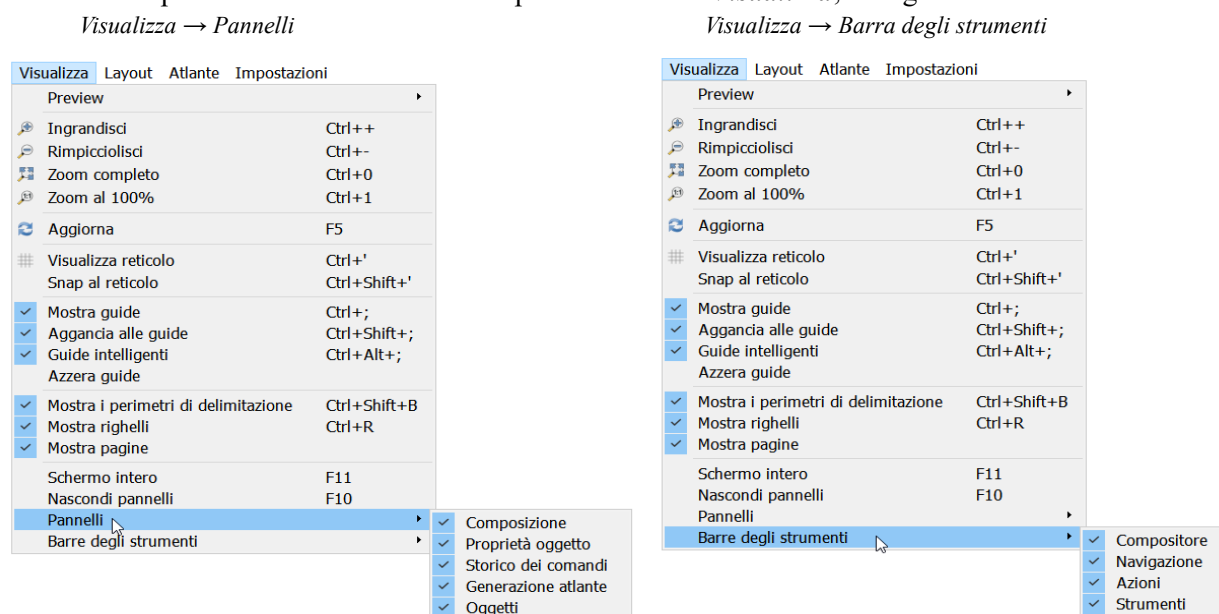 Visualizza → Pannelli
Visualizza Layout Atlante Impostazioni
Preview
Ingrandisci Ctrl++
Rimpicciolisci Ctrl+-
Zoom completo Ctrl+0
Zoom al 100% Ctrl+1
Aggiorna F5
Visualizza reticolo Ctrl+'
Snap al reticolo Ctrl+Shift+'
Mostra guide Ctrl+;
Aggancia alle guide Ctrl+Shift+;
Guide intelligenti Ctrl+Alt+;
Azzera guide
Mostra i perimetri di delimitazione Ctrl+Shift+B
Mostra righelli Ctrl+R
Mostra pagine
Schermo intero F11
Nascondi pannelli F10
Pannelli
Barre degli strumenti
Composizione
Proprietà oggetto
Storico dei comandi
Generazione atlante
Oggetti
Visualizza → Barra degli strumenti
Visualizza Layout Atlante Impostazioni
Preview
Ingrandisci Ctrl++
Rimpicciolisci Ctrl+-
Zoom completo Ctrl+0
Zoom al 100% Ctrl+1
Aggiorna F5
Visualizza reticolo Ctrl+'
Snap al reticolo Ctrl+Shift+'
Mostra guide Ctrl+;
Aggancia alle guide Ctrl+Shift+;
Guide intelligenti Ctrl+Alt+;
Azzera guide
Mostra i perimetri di delimitazione Ctrl+Shift+B
Mostra righelli Ctrl+R
Mostra pagine
Schermo intero F11
Nascondi pannelli F10
Pannelli
Barre degli strumenti
Compositore
Navigazione
Azioni
Strumenti